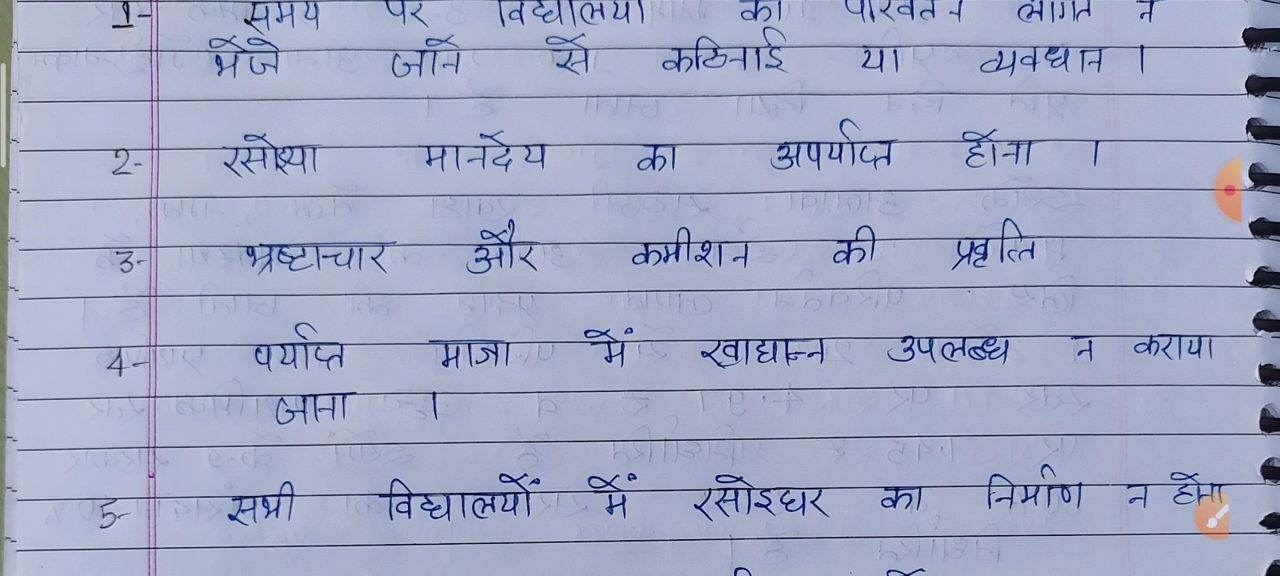 1- समय पर विद्यालयों को परिवर्तन लागत न
भेजे जाने से कठिनाई या व्यवधान ।
2- रसोइया मानदेय का अपर्याप्त होना ।
3- भ्रष्टाचार और कमीशन की प्रवृत्ति
4- पर्याप्त मात्रा में खाद्यान्न उपलब्ध न कराया
जाना ।
5- सभी विद्यालयों में रसोइघर का निर्माण न होना